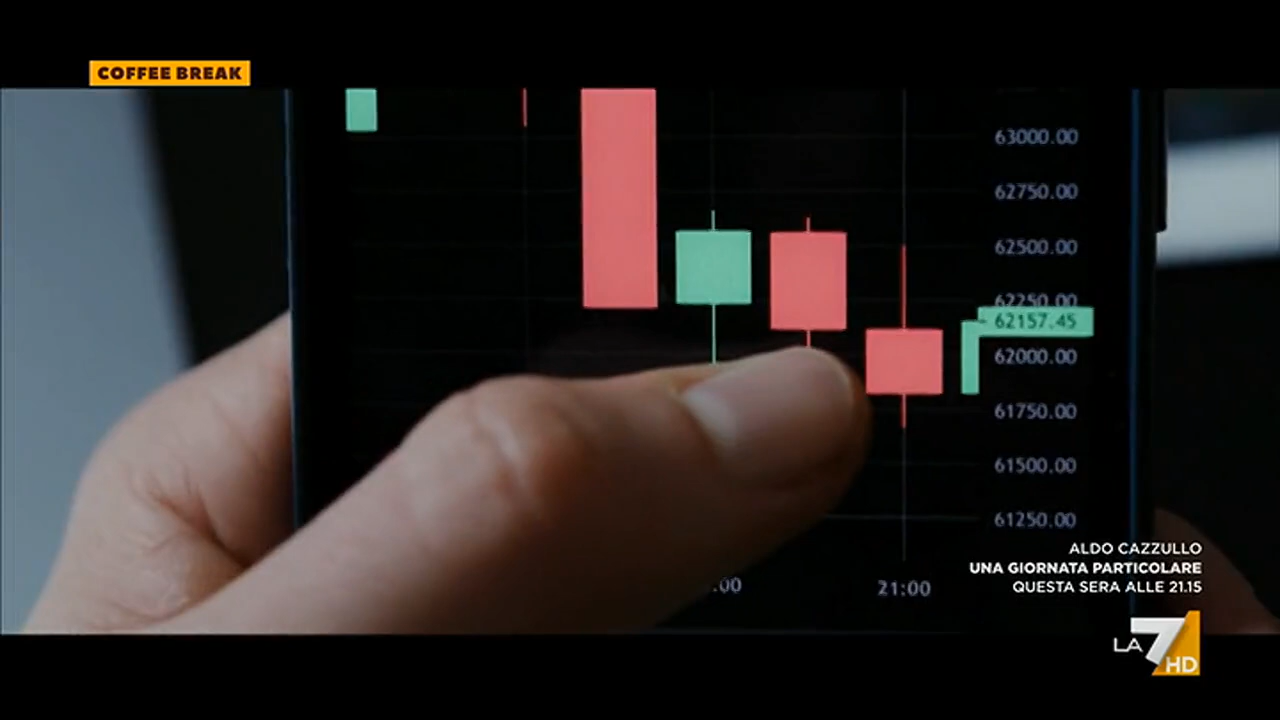 COFFEE BREAK
63000.00
62750.00
62500.00
62250.00
62157.45
62000.00
61750.00
61500.00
61250.00
:00
21:00
ALDO CAZZULLO
UNA GIORNATA PARTICOLARE
QUESTA SERA ALLE 21.15
LA7
HD